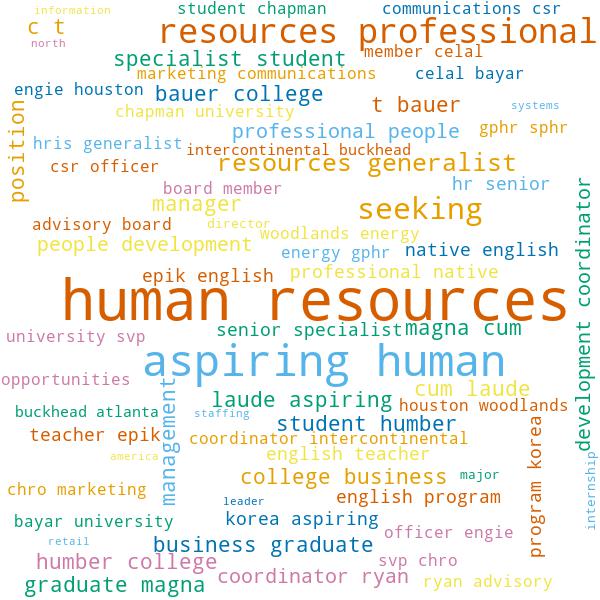 information
student chapman
communications csr
c t
resources professional
north
member celal
specialist student
marketing communications
celal bayar
engie houston
bauer college
t bauer
systems
chapman university
position
professional people
gphr sphr
hris generalist
intercontinental buckhead
csr officer
resources generalist
board member
hr senior
manager
seeking
advisory board
director
woodlands energy
people development
energy gphr
native english
development coordinator
epik english
professional native
human resources
university svp
senior specialist
magna cum
aspiring human
opportunities
management
cum laude
laude aspiring
houston woodlands
buckhead atlanta
staffing
student humber
teacher epik
coordinator intercontinental
program korea
america
english teacher
internship
college business
major
chro marketing
leader
english program
bayar university
korea aspiring
officer engie
retail
business graduate
humber college
svp chro
coordinator ryan
graduate magna
ryan advisory